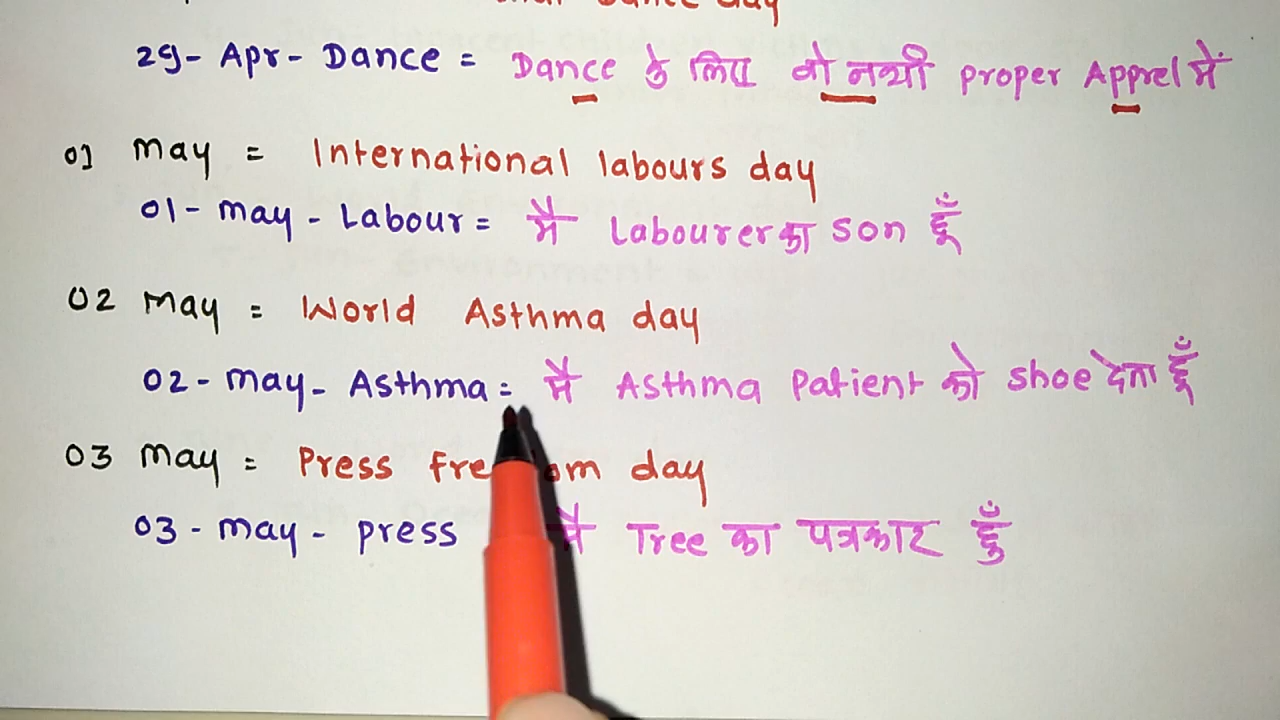 Dance day
29- Apr- Dance = Dance के लिए वो नच्ची proper Apprel में
01 May = International labours day
01- May - Labour = मैं Labourer का son हूँ
02 May = World Asthma day
02 - May - Asthma = मैं Asthma Patient को Shoe देता हूँ
03 May = Press day
03 - May - press मैं Tree का पत्रकार हूँ